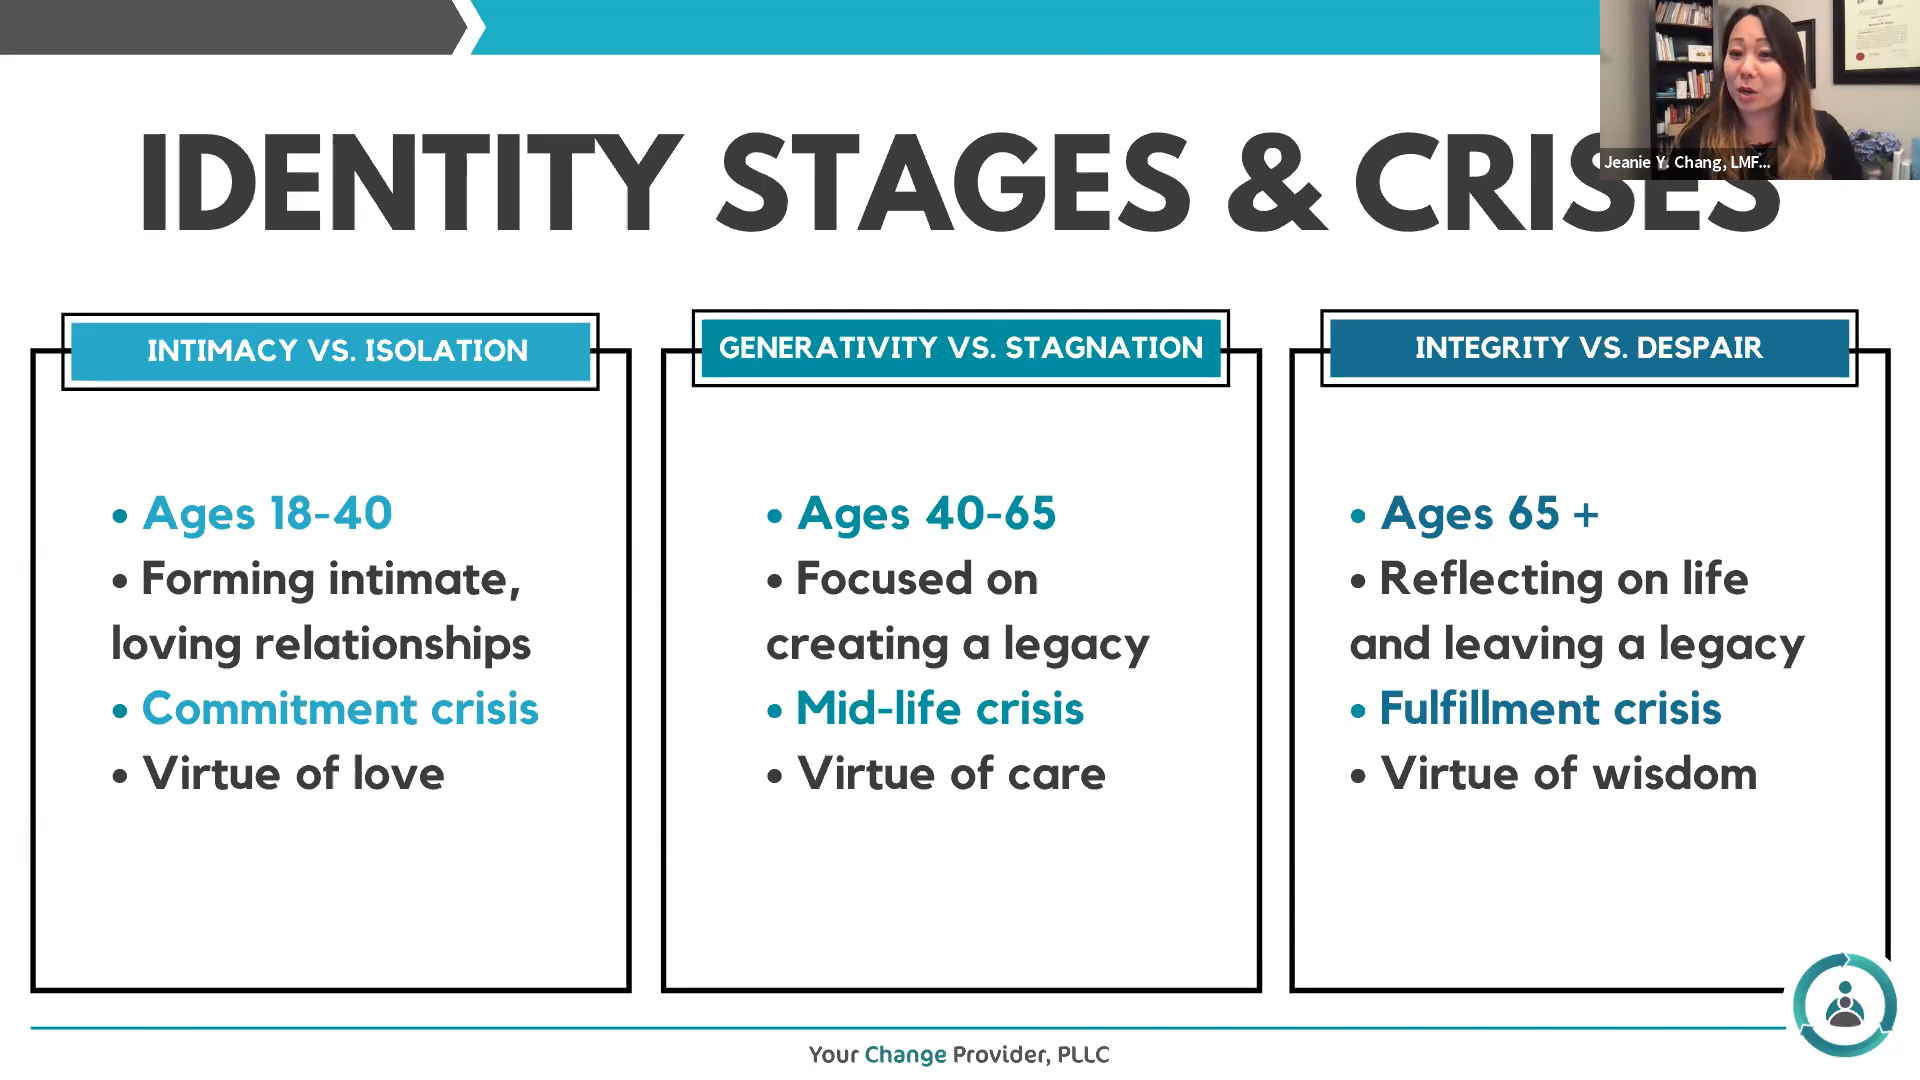 Jeanie Y. Chang, LMF...
IDENTITY STAGES & CRISES
INTIMACY VS. ISOLATION
• Ages 18-40
• Forming intimate,
loving relationships
• Commitment crisis
• Virtue of love
GENERATIVITY VS. STAGNATION
• Ages 40-65
• Focused on
creating a legacy
• Mid-life crisis
• Virtue of care
INTEGRITY VS. DESPAIR
• Ages 65 +
• Reflecting on life
and leaving a legacy
• Fulfillment crisis
• Virtue of wisdom
Your Change Provider, PLLC